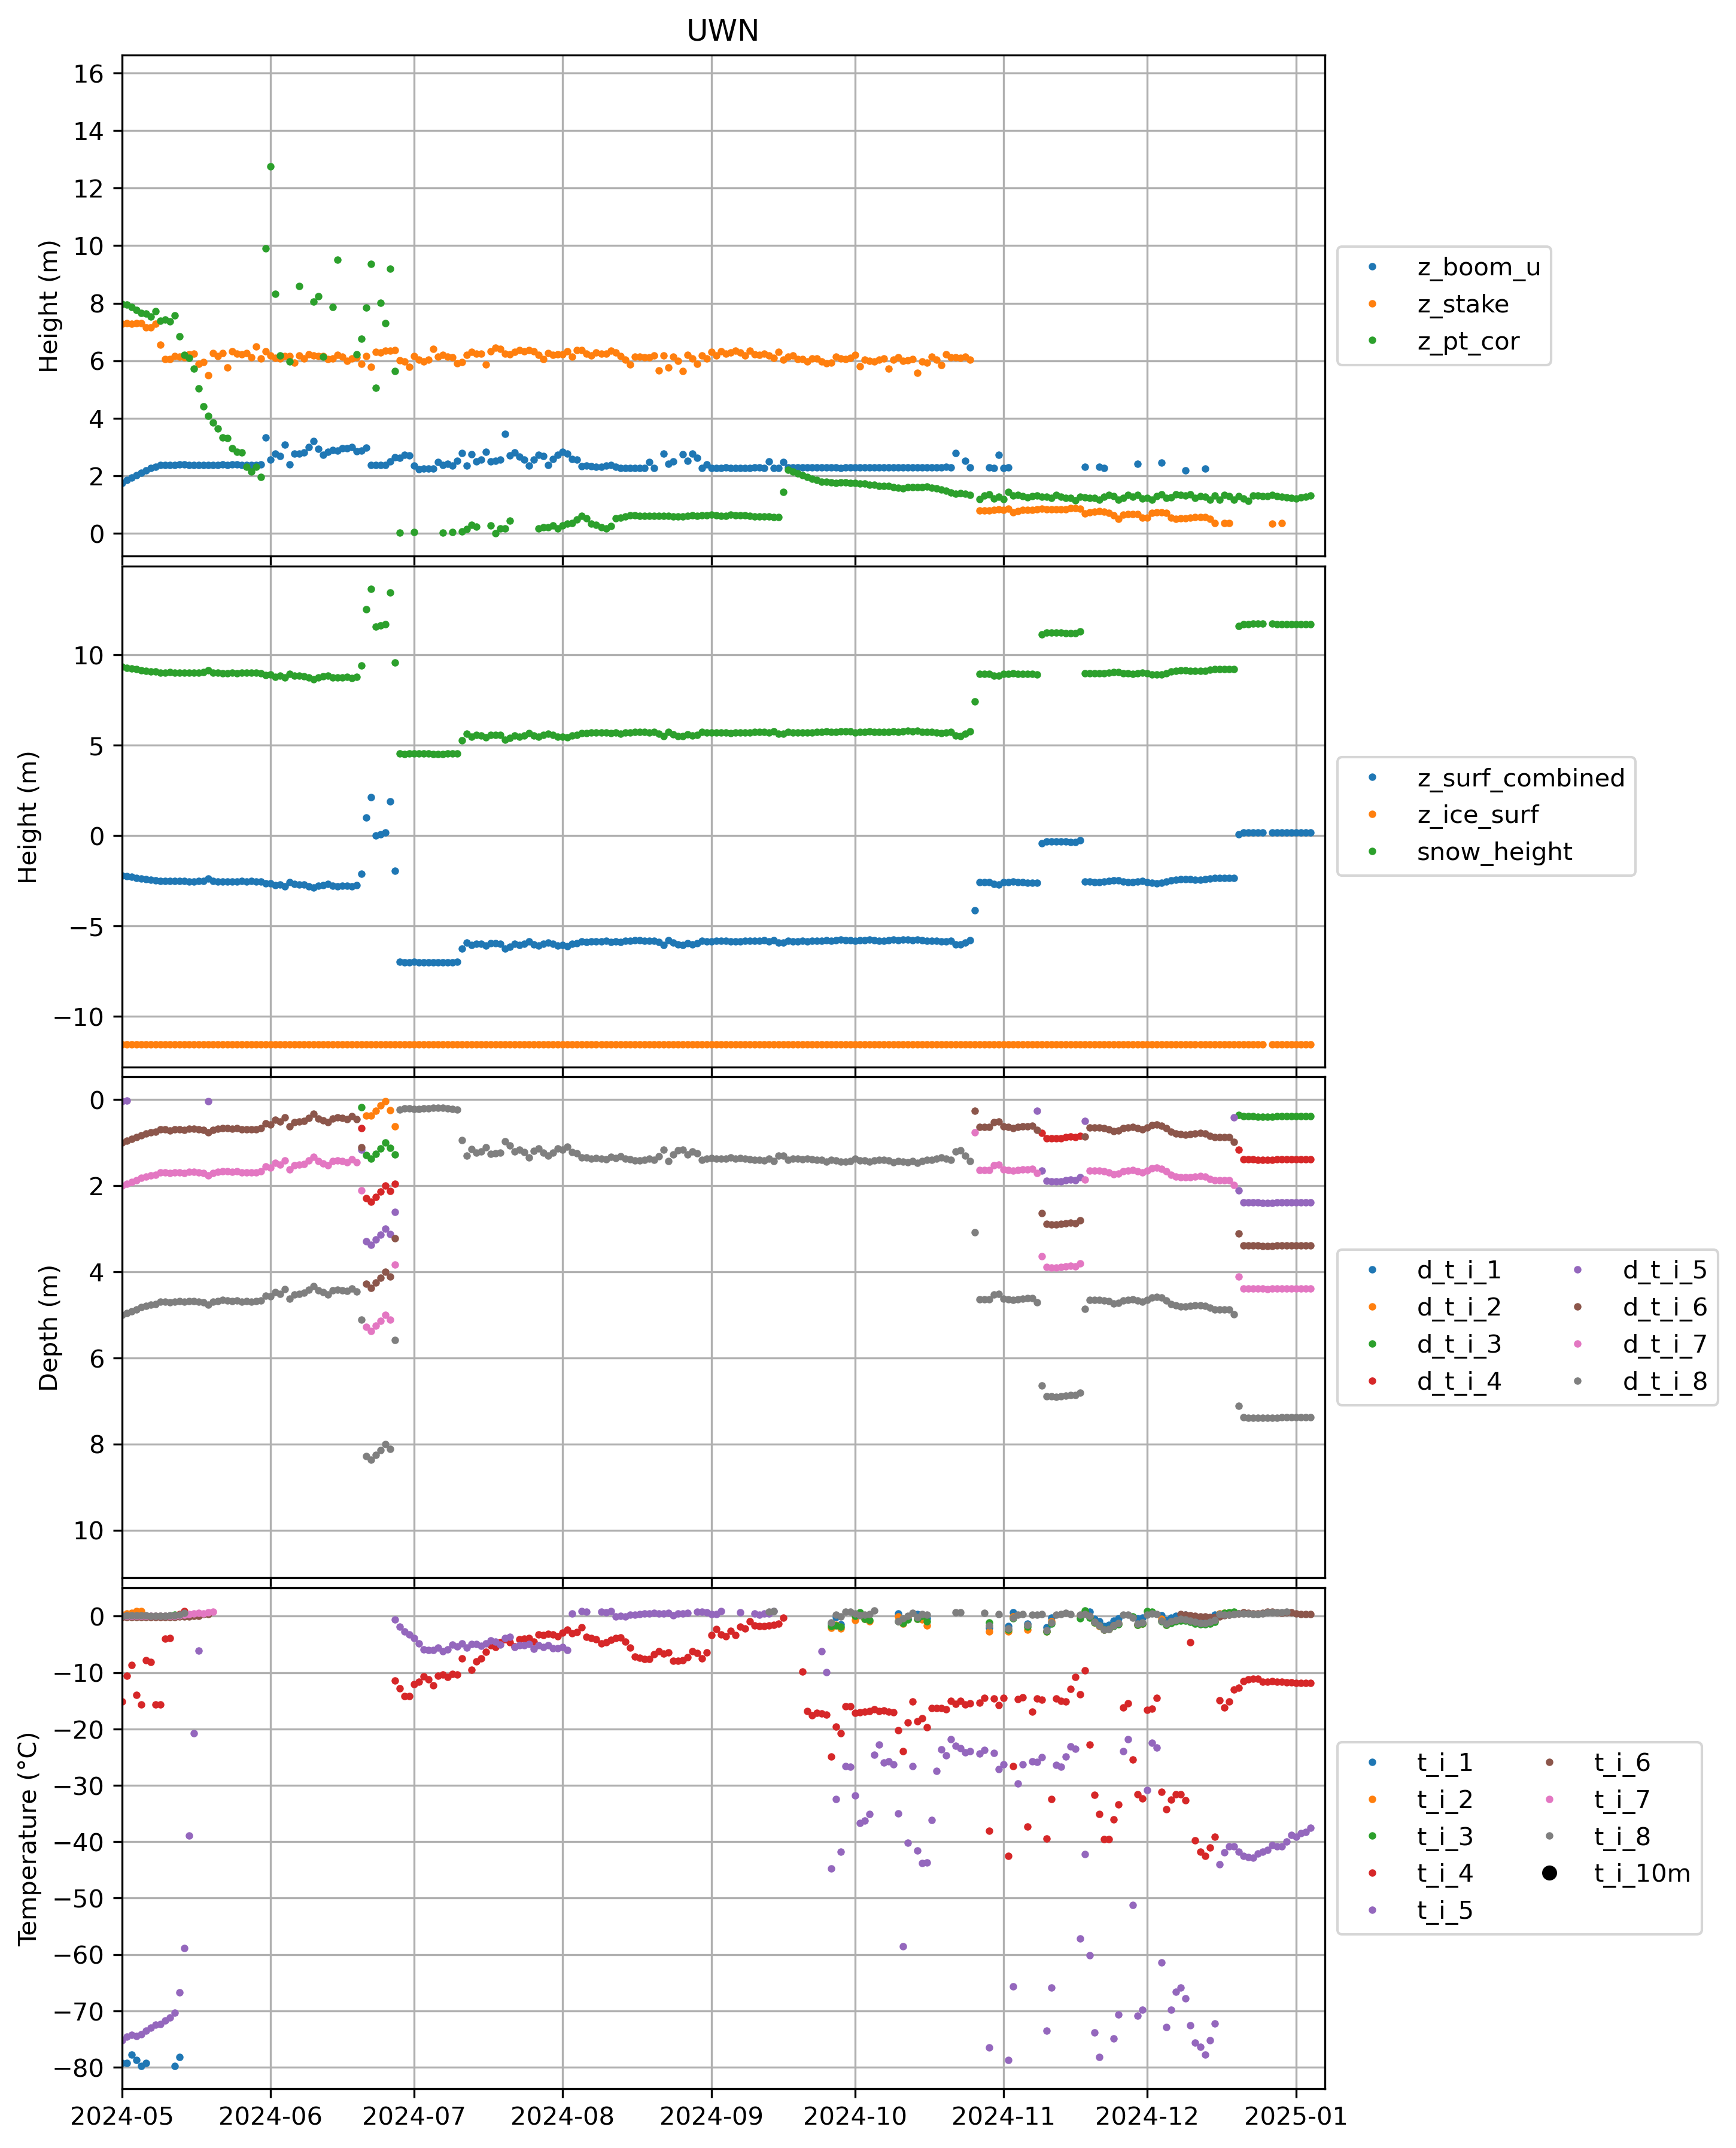 UWN
16
14
12
10
8
6
4
2
0
Height (m)
z_boom_u
z_stake
z_pt_cor
10
5
0
−5
−10
Height (m)
z_surf_combined
z_ice_surf
snow_height
0
2
4
6
8
10
Depth (m)
d_t_i_1 d_t_i_5
d_t_i_2 d_t_i_6
d_t_i_3 d_t_i_7
d_t_i_4 d_t_i_8
0
−10
−20
−30
−40
−50
−60
−70
−80
Temperature (°C)
t_i_1 t_i_6
t_i_2 t_i_7
t_i_3 t_i_8
t_i_4 t_i_10m
t_i_5
2024-05 2024-06 2024-07 2024-08 2024-09 2024-10 2024-11 2024-12 2025-01